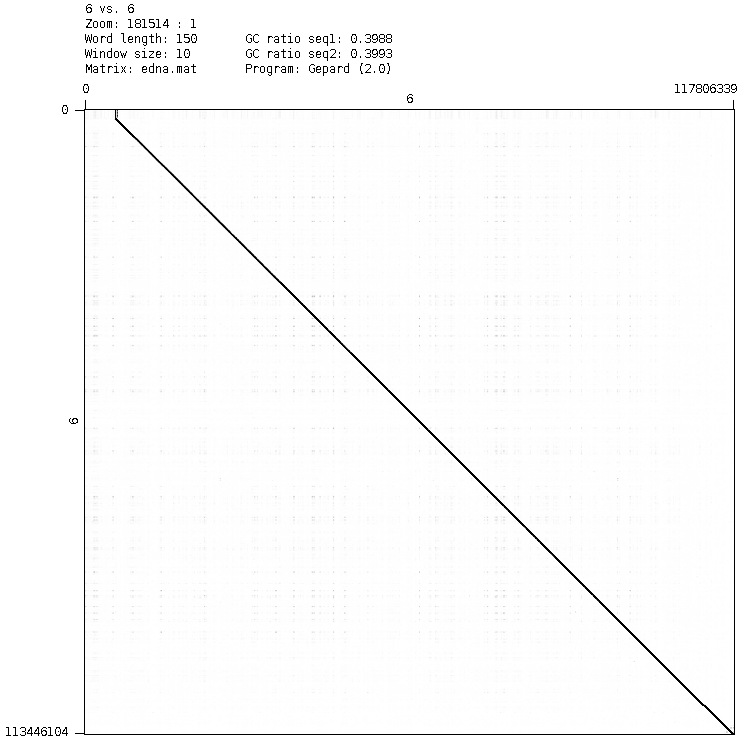 6 vs. 6
Zoom: 181514 : 1
Word length: 150 GC ratio seq1: 0.3988
Window size: 10 GC ratio seq2: 0.3993
Matrix: edna.mat Program: Gepard (2.0)
0 117806339
6
0
6
113446104